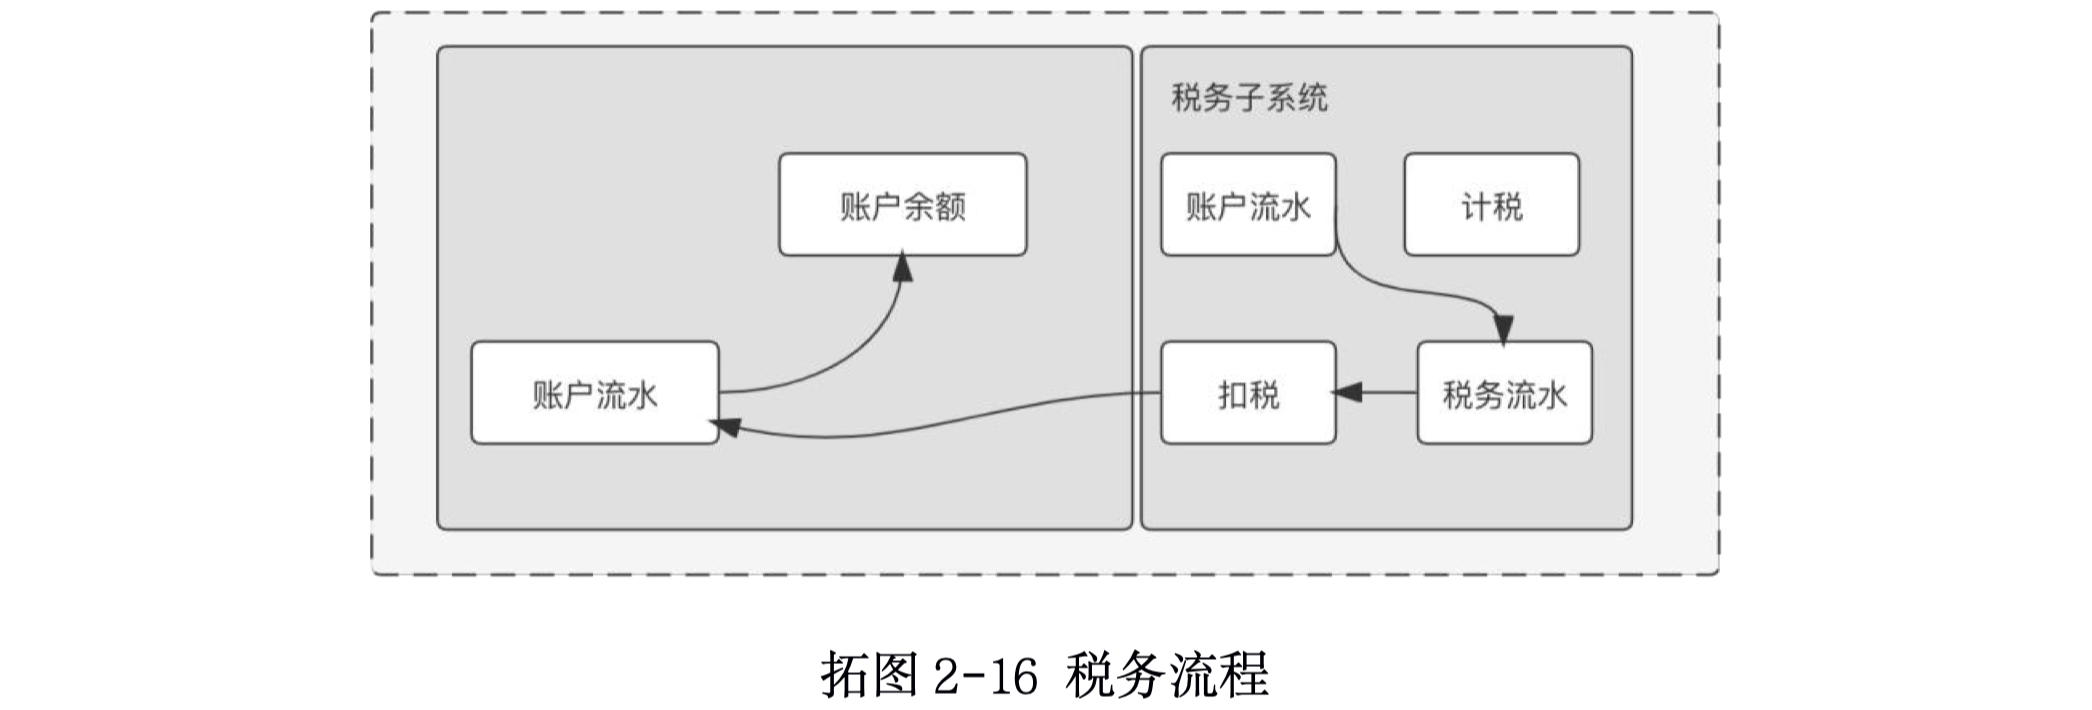 税务子系统
账户余额
账户流水
计税
账户流水
扣税
税务流水
拓图 2-16 税务流程